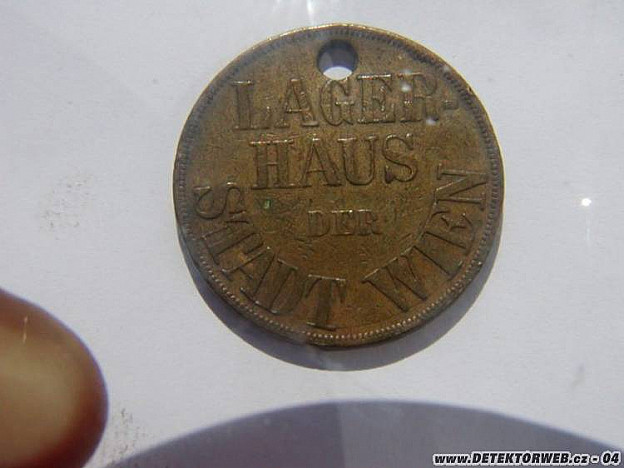 LAGER-
HAUS
DER
STADT WIEN
www.DETEKTORWEB.cz - 04